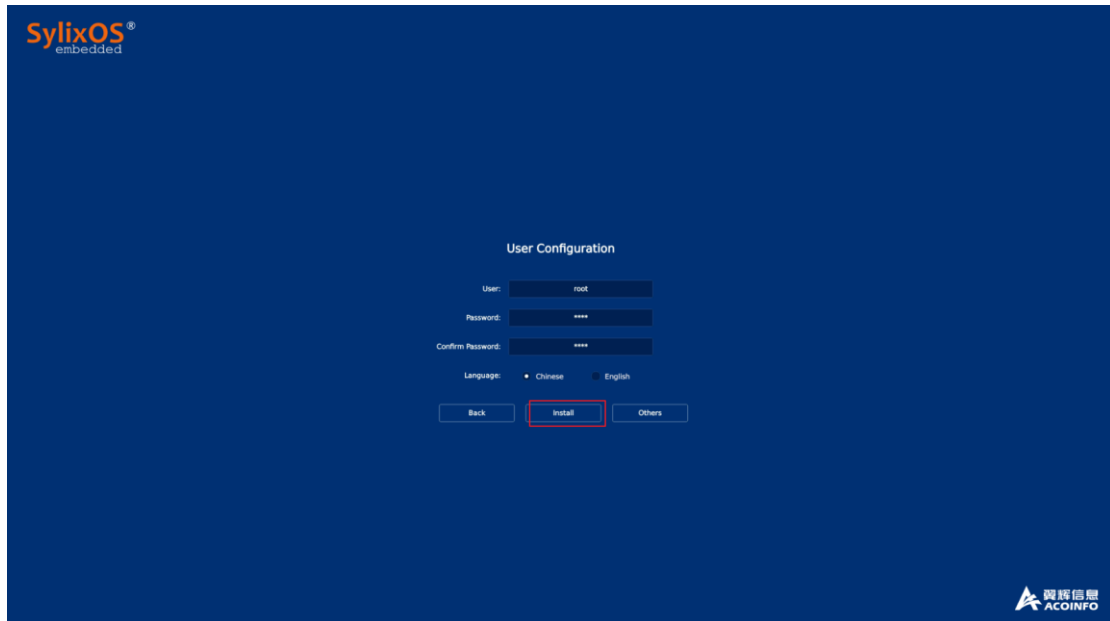 SylixOS®
embedded
User Configuration
User: root
Password: ****
Confirm Password: ****
Language: Chinese English
Back Install Others
翼辉信息
ACOINFO